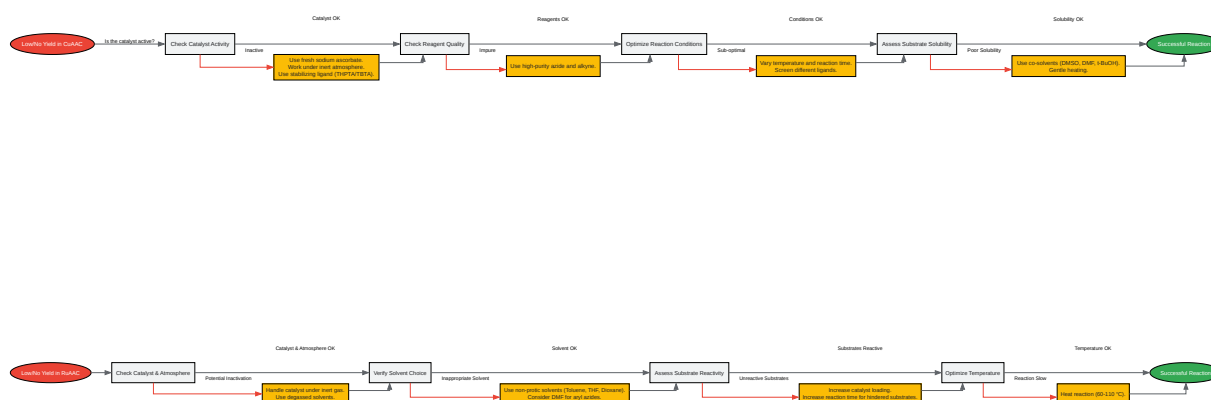 Catalyst OK
Reagents OK
Conditions OK
Solubility OK
Low/No Yield in CuAAC
Is the catalyst active?
Check Catalyst Activity
Inactive
Check Reagent Quality
Impure
Optimize Reaction Conditions
Sub-optimal
Assess Substrate Solubility
Poor Solubility
Successful Reaction
Use fresh sodium ascorbate.
Work under inert atmosphere.
Use stabilizing ligand (THPTA/TBTA).
Use high-purity azide and alkyne.
Vary temperature and reaction time.
Screen different ligands.
Use co-solvents (DMSO, DMF, t-BuOH).
Gentle heating.
Catalyst & Atmosphere OK
Solvent OK
Substrates Reactive
Temperature OK
Low/No Yield in RuAAC
Check Catalyst & Atmosphere
Potential Inactivation
Verify Solvent Choice
Inappropriate Solvent
Assess Substrate Reactivity
Unreactive Substrates
Optimize Temperature
Reaction Slow
Successful Reaction
Handle catalyst under inert gas.
Use degassed solvents.
Use non-protic solvents (Toluene, THF, Dioxane).
Consider DMF for aryl azides.
Increase catalyst loading.
Increase reaction time for hindered substrates.
Heat reaction (60-110 °C).